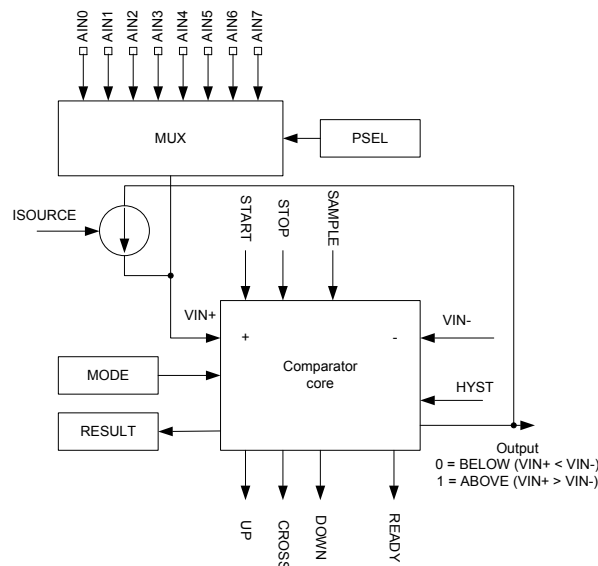 AIN0
AIN1
AIN2
AIN3
AIN4
AIN5
AIN6
AIN7
MUX
PSEL
ISOURCE
START
STOP
SAMPLE
VIN+
VIN-
+
-
MODE
Comparator
core
HYST
RESULT
Output
0 = BELOW (VIN+ < VIN-)
1 = ABOVE (VIN+ > VIN-)
UP
CROSS
DOWN
READY